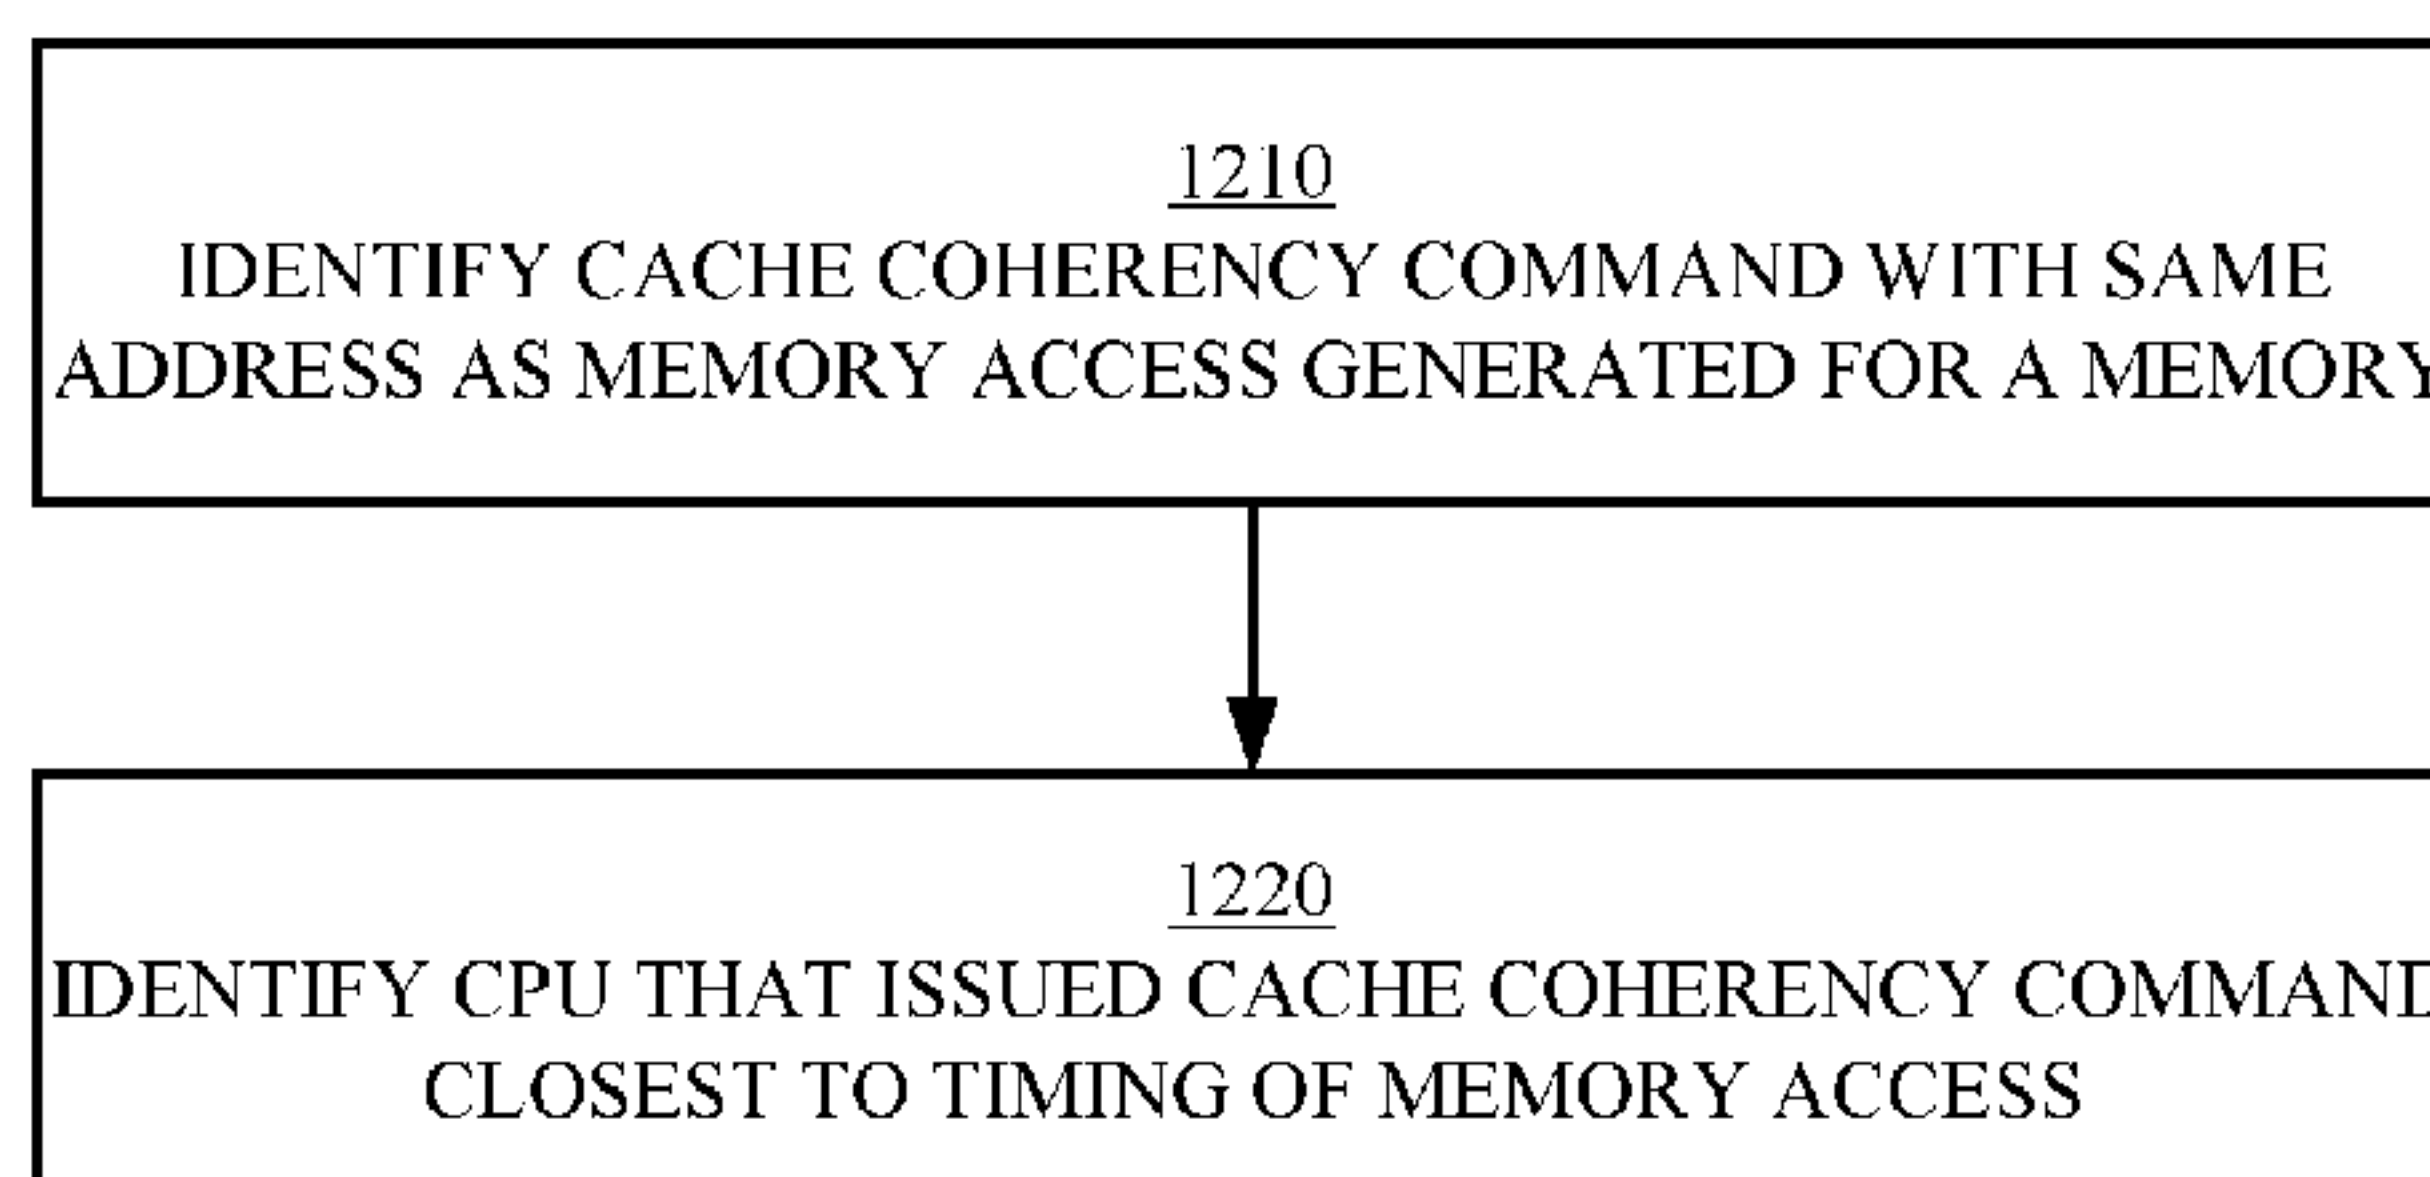 1210
IDENTIFY CACHE COHERENCY COMMAND WITH SAME
ADDRESS AS MEMORY ACCESS GENERATED FOR A MEMORY
1220
IDENTIFY CPU THAT ISSUED CACHE COHERENCY COMMAND
CLOSEST TO TIMING OF MEMORY ACCESS